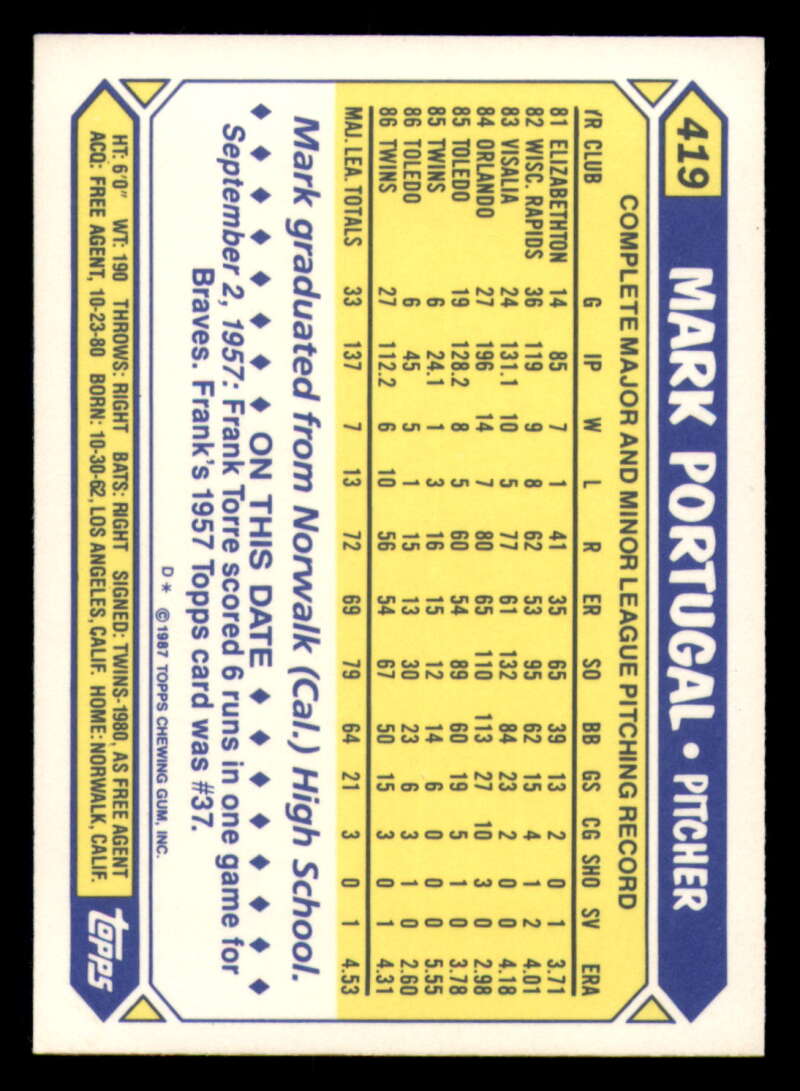 419 MARK PORTUGAL • PITCHER
COMPLETE MAJOR AND MINOR LEAGUE PITCHING RECORD
YR CLUB G IP W L R ER SO BB GS CG SHO SV ERA
81 ELIZABETHTON 14 85 7 1 41 35 65 39 13 2 0 1 3.71
82 WISC. RAPIDS 36 119 9 8 62 53 95 62 15 4 1 2 4.01
83 VISALIA 24 131.1 10 5 77 61 132 84 23 2 0 0 4.18
84 ORLANDO 27 196 14 7 80 65 110 113 27 10 3 0 2.98
85 TOLEDO 19 128.2 8 5 60 54 89 60 19 5 1 0 3.78
85 TWINS 6 24.1 1 3 16 15 12 14 6 0 0 0 5.55
86 TOLEDO 6 45 5 1 15 13 30 23 6 3 1 0 2.60
86 TWINS 27 112.2 6 10 56 54 67 50 15 3 0 1 4.31
MAJ. LEA. TOTALS 33 137 7 13 72 69 79 64 21 3 0 1 4.53
Mark graduated from Norwalk (Cal.) High School.
◆ ◆ ◆ ◆ ◆ ◆ ◆ ◆ ON THIS DATE ◆ ◆ ◆ ◆ ◆ ◆ ◆ ◆
September 2, 1957: Frank Torre scored 6 runs in one game for
Braves. Frank's 1957 Topps card was #37.
D* © 1987 TOPPS CHEWING GUM, INC.
HT: 6'0" WT: 190 THROWS: RIGHT BATS: RIGHT SIGNED: TWINS-1980, AS FREE AGENT
ACQ: FREE AGENT, 10-23-80 BORN: 10-30-62, LOS ANGELES, CALIF. HOME: NORWALK, CALIF.
topps